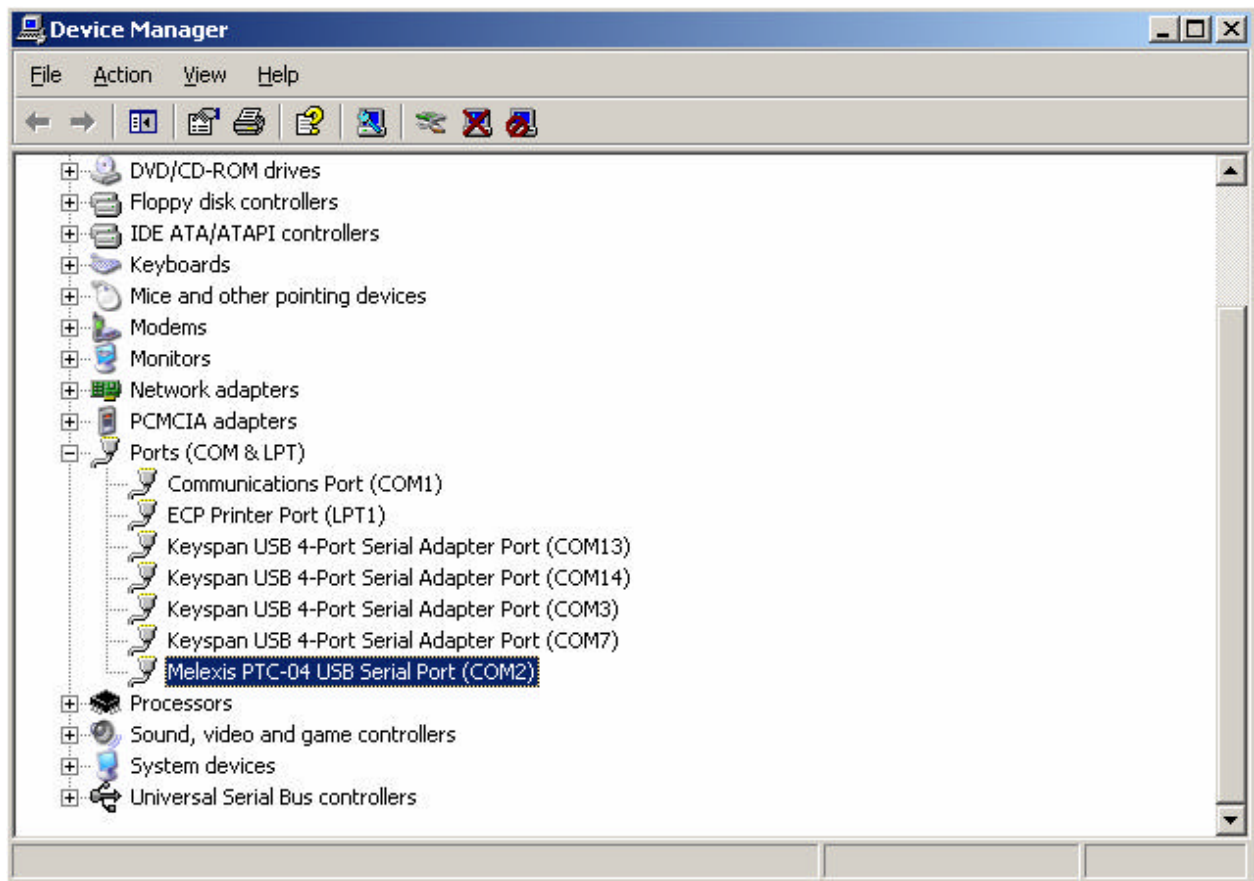 Device Manager
File Action View Help
DVD/CD-ROM drives
Floppy disk controllers
IDE ATA/ATAPI controllers
Keyboards
Mice and other pointing devices
Modems
Monitors
Network adapters
PCMCIA adapters
Ports (COM & LPT)
Communications Port (COM1)
ECP Printer Port (LPT1)
Keyspan USB 4-Port Serial Adapter Port (COM13)
Keyspan USB 4-Port Serial Adapter Port (COM14)
Keyspan USB 4-Port Serial Adapter Port (COM3)
Keyspan USB 4-Port Serial Adapter Port (COM7)
Melexis PTC-04 USB Serial Port (COM2)
Processors
Sound, video and game controllers
System devices
Universal Serial Bus controllers